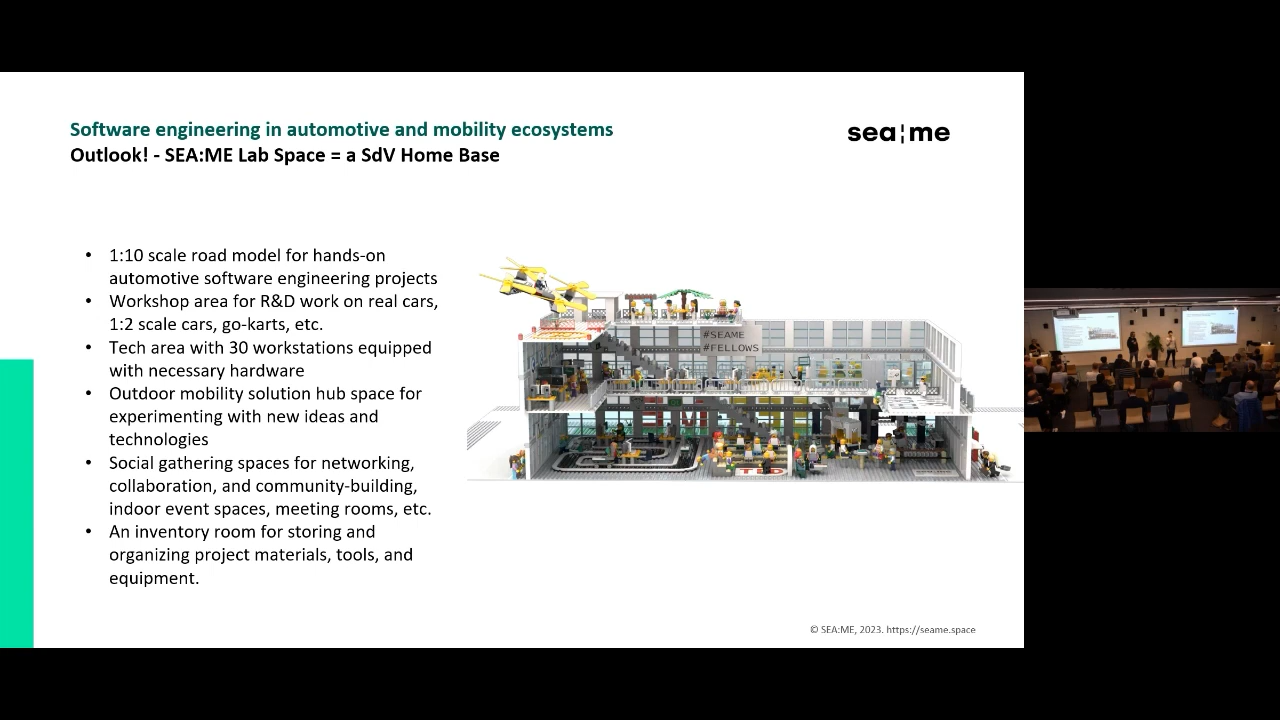 Software engineering in automotive and mobility ecosystems
sea¦me
Outlook! - SEA:ME Lab Space = a SdV Home Base
• 1:10 scale road model for hands-on
automotive software engineering projects
• Workshop area for R&D work on real cars,
1:2 scale cars, go-karts, etc.
• Tech area with 30 workstations equipped
with necessary hardware
• Outdoor mobility solution hub space for
experimenting with new ideas and
technologies
• Social gathering spaces for networking,
collaboration, and community-building,
indoor event spaces, meeting rooms, etc.
• An inventory room for storing and
organizing project materials, tools, and
equipment.
#SEAME
#FELLOWS
TED
© SEA:ME, 2023. https://seame.space